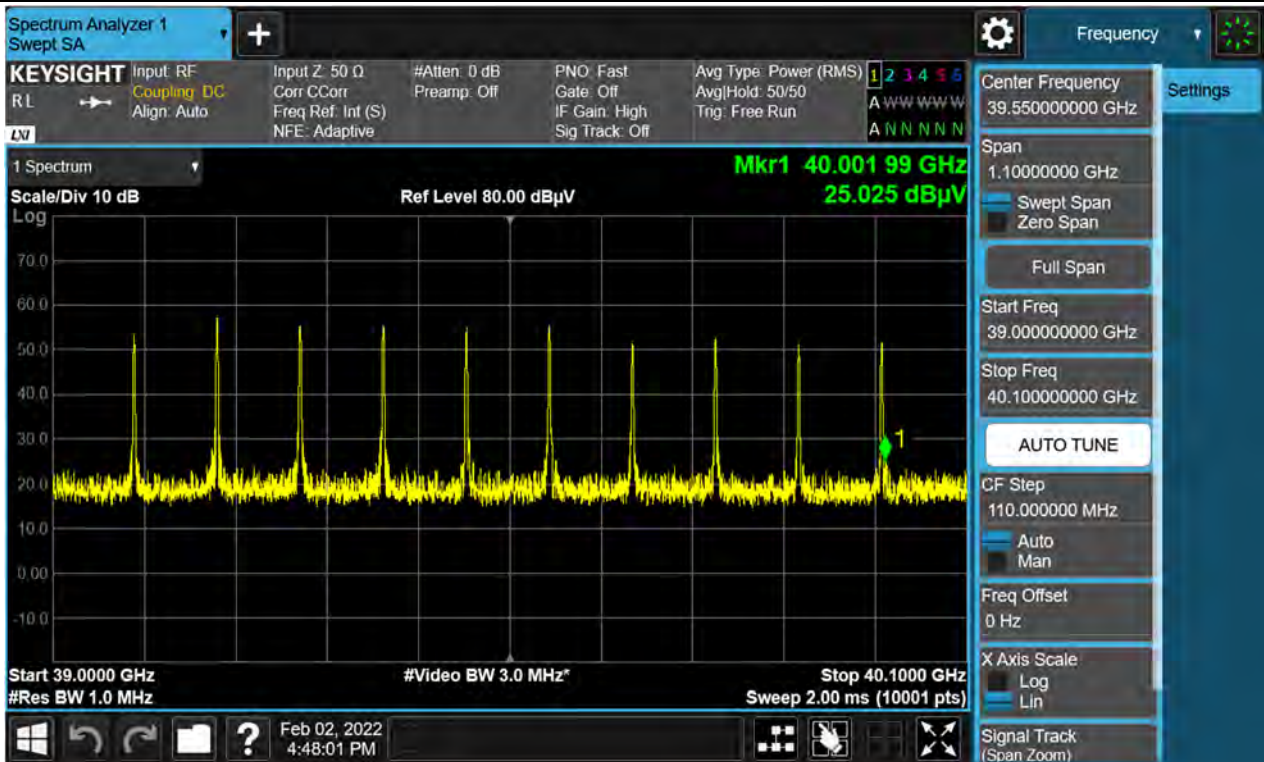 Spectrum Analyzer 1
Swept SA
+
Frequency
KEYSIGHT
R L
LXI
Input: RF
Coupling: DC
Align: Auto
Input Z: 50 Ω
Corr CCorr
Freq Ref: Int (S)
NFE: Adaptive
#Atten: 0 dB
Preamp: Off
PNO: Fast
Gate: Off
IF Gain: High
Sig Track: Off
Avg Type: Power (RMS)
Avg|Hold: 50/50
Trig: Free Run
1 2 3 4 5 6
A W W W W W
A N N N N N
1 Spectrum
Scale/Div 10 dB
Log
Ref Level 80.00 dBµV
Mkr1 40.001 99 GHz
25.025 dBµV
70.0
60.0
50.0
40.0
30.0
20.0
10.0
0.00
-10.0
1
Start 39.0000 GHz
#Res BW 1.0 MHz
#Video BW 3.0 MHz*
Stop 40.1000 GHz
Sweep 2.00 ms (10001 pts)
Center Frequency
39.550000000 GHz
Settings
Span
1.10000000 GHz
Swept Span
Zero Span
Full Span
Start Freq
39.000000000 GHz
Stop Freq
40.100000000 GHz
AUTO TUNE
CF Step
110.000000 MHz
Auto
Man
Freq Offset
0 Hz
X Axis Scale
Log
Lin
Signal Track
(Span Zoom)
?
Feb 02, 2022
4:48:01 PM